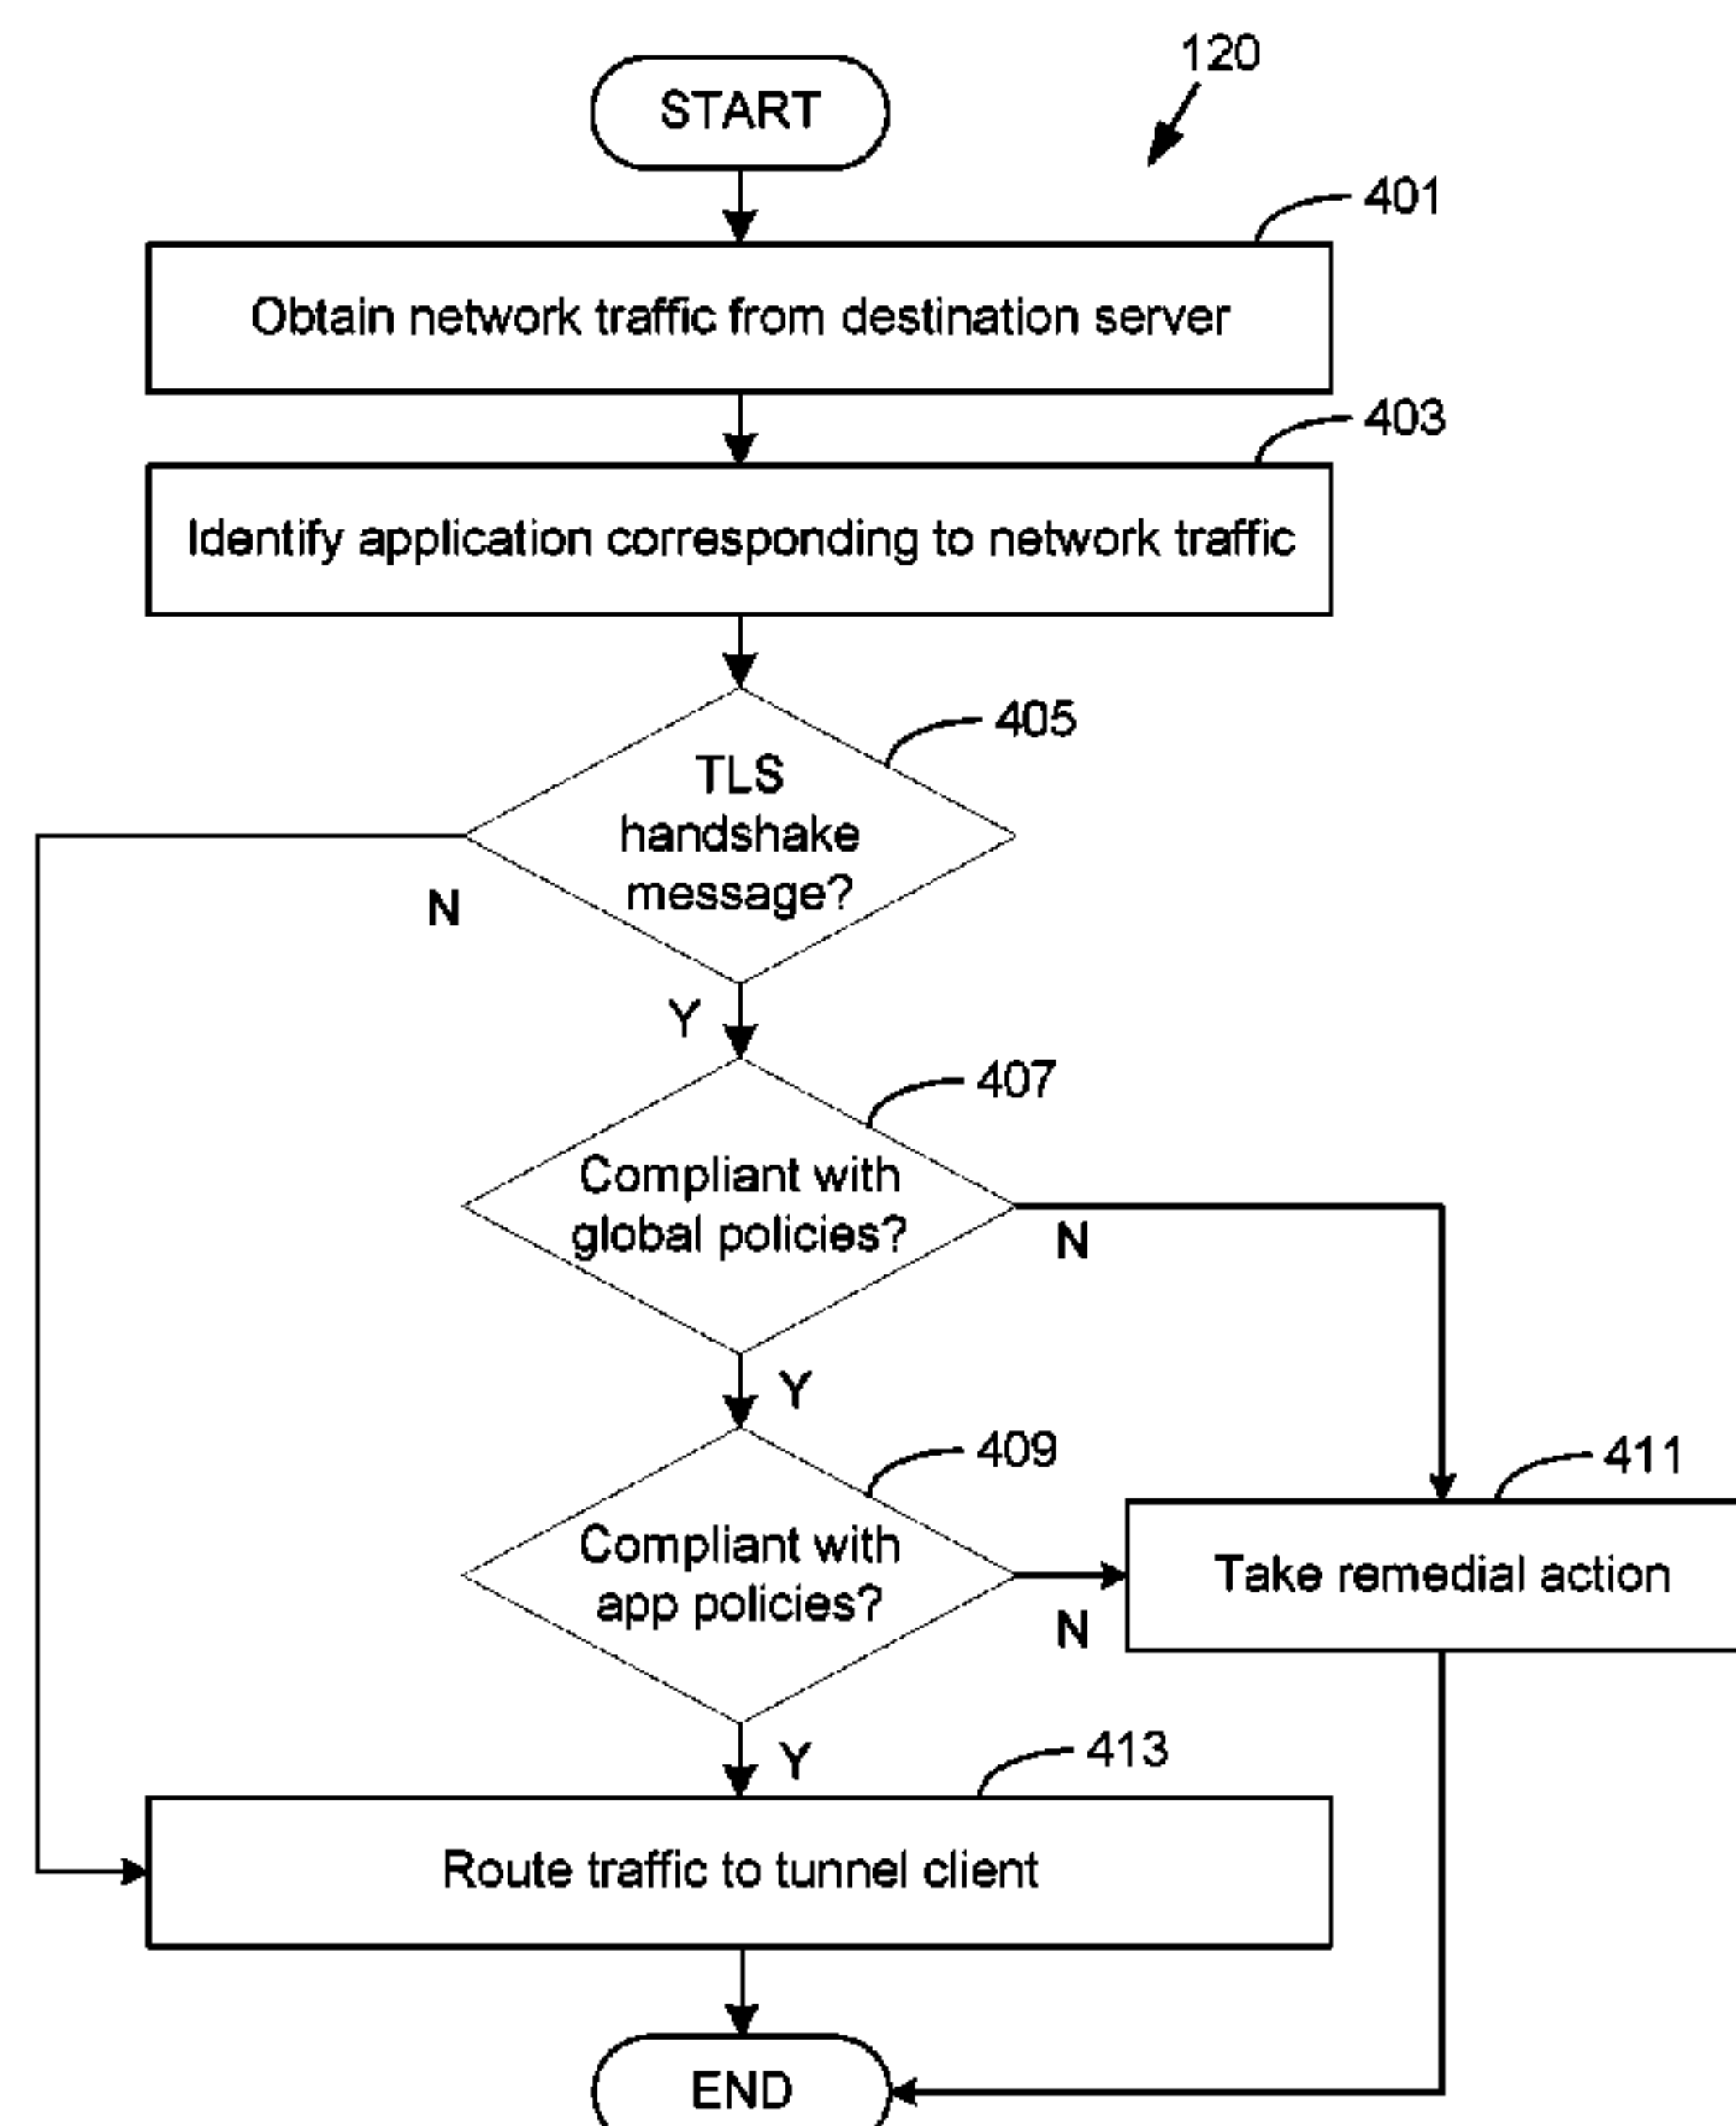 120
START
401
Obtain network traffic from destination server
403
Identify application corresponding to network traffic
405
TLS
handshake
message?
N
Y
407
Compliant with
global policies?
N
Y
409
411
Compliant with
app policies?
Take remedial action
N
Y
413
Route traffic to tunnel client
END